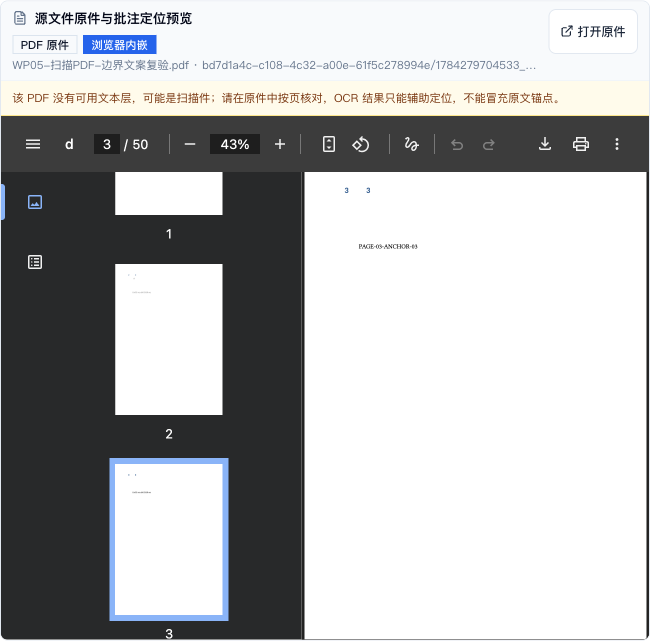 源文件原件与批注定位预览
打开原件
PDF 原件 浏览器内嵌
WP05-扫描PDF-边界文案复验.pdf · bd7d1a4c-c108-4c32-a00e-61f5c278994e/1784279704533_...
该 PDF 没有可用文本层，可能是扫描件；请在原件中按页核对，OCR 结果只能辅助定位，不能冒充原文锚点。
d 3 / 50 43%
1
2
3
3 3
PAGE-03-ANCHOR-03